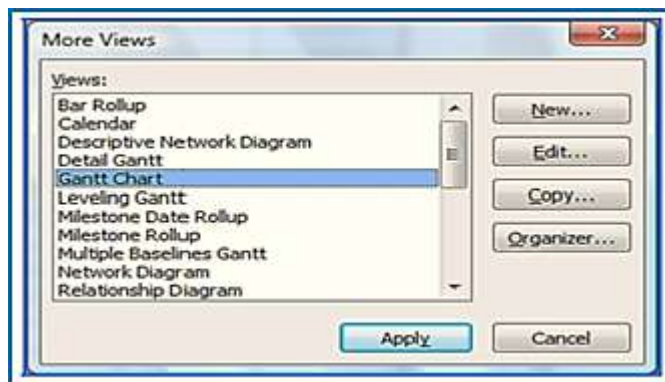 More Views
Views:
Bar Rollup
Calendar
Descriptive Network Diagram
Detail Gantt
Gantt Chart
Leveling Gantt
Milestone Date Rollup
Milestone Rollup
Multiple Baselines Gantt
Network Diagram
Relationship Diagram
New...
Edit...
Copy...
Organizer...
Apply
Cancel